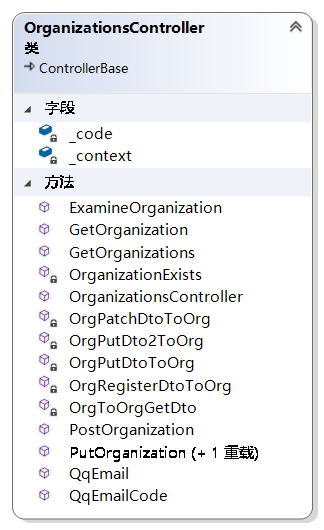 OrganizationsController
类
ControllerBase
字段
_code
_context
方法
ExamineOrganization
GetOrganization
GetOrganizations
OrganizationExists
OrganizationsController
OrgPatchDtoToOrg
OrgPutDto2ToOrg
OrgPutDtoToOrg
OrgRegisterDtoToOrg
OrgToOrgGetDto
PostOrganization
PutOrganization (+ 1 重载)
QqEmail
QqEmailCode